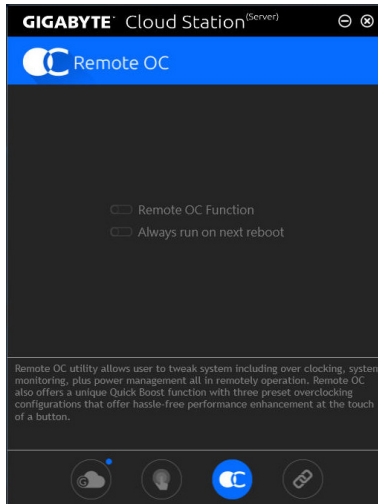 GIGABYTE™ Cloud Station(Server)
Remote OC
Remote OC Function
Always run on next reboot
Remote OC utility allows user to tweak system including over clocking, system
monitoring, plus power management all in remotely operation. Remote OC
also offers a unique Quick Boost function with three preset overclocking
configurations that offer hassle-free performance enhancement at the touch
of a button.
G